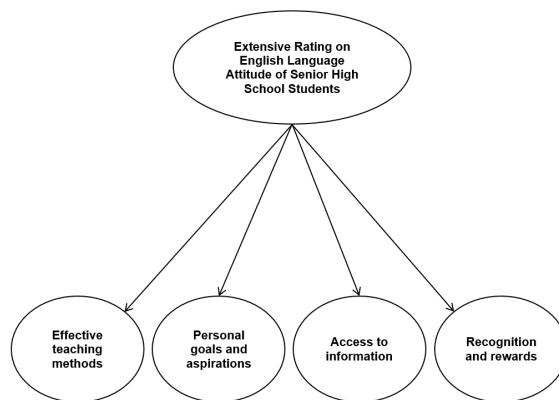 Extensive Rating on
English Language
Attitude of Senior High
School Students
Effective
teaching
methods
Personal
goals and
aspirations
Access to
information
Recognition
and rewards